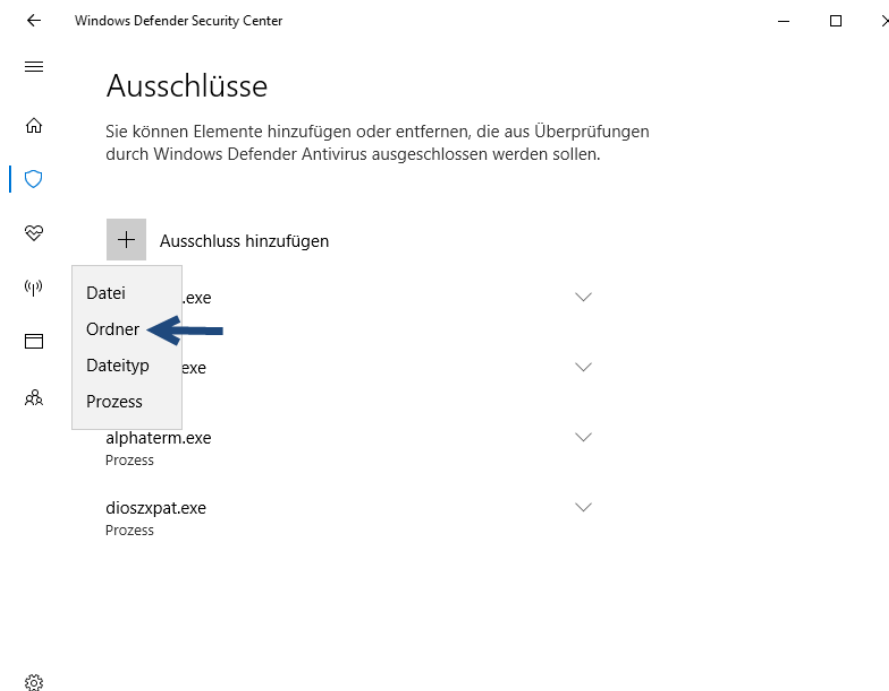 Windows Defender Security Center
Ausschlüsse
Sie können Elemente hinzufügen oder entfernen, die aus Überprüfungen
durch Windows Defender Antivirus ausgeschlossen werden sollen.
Ausschluss hinzufügen
Datei
.exe
Ordner
Dateityp
exe
Prozess
alphaterm.exe
Prozess
dioszxpat.exe
Prozess